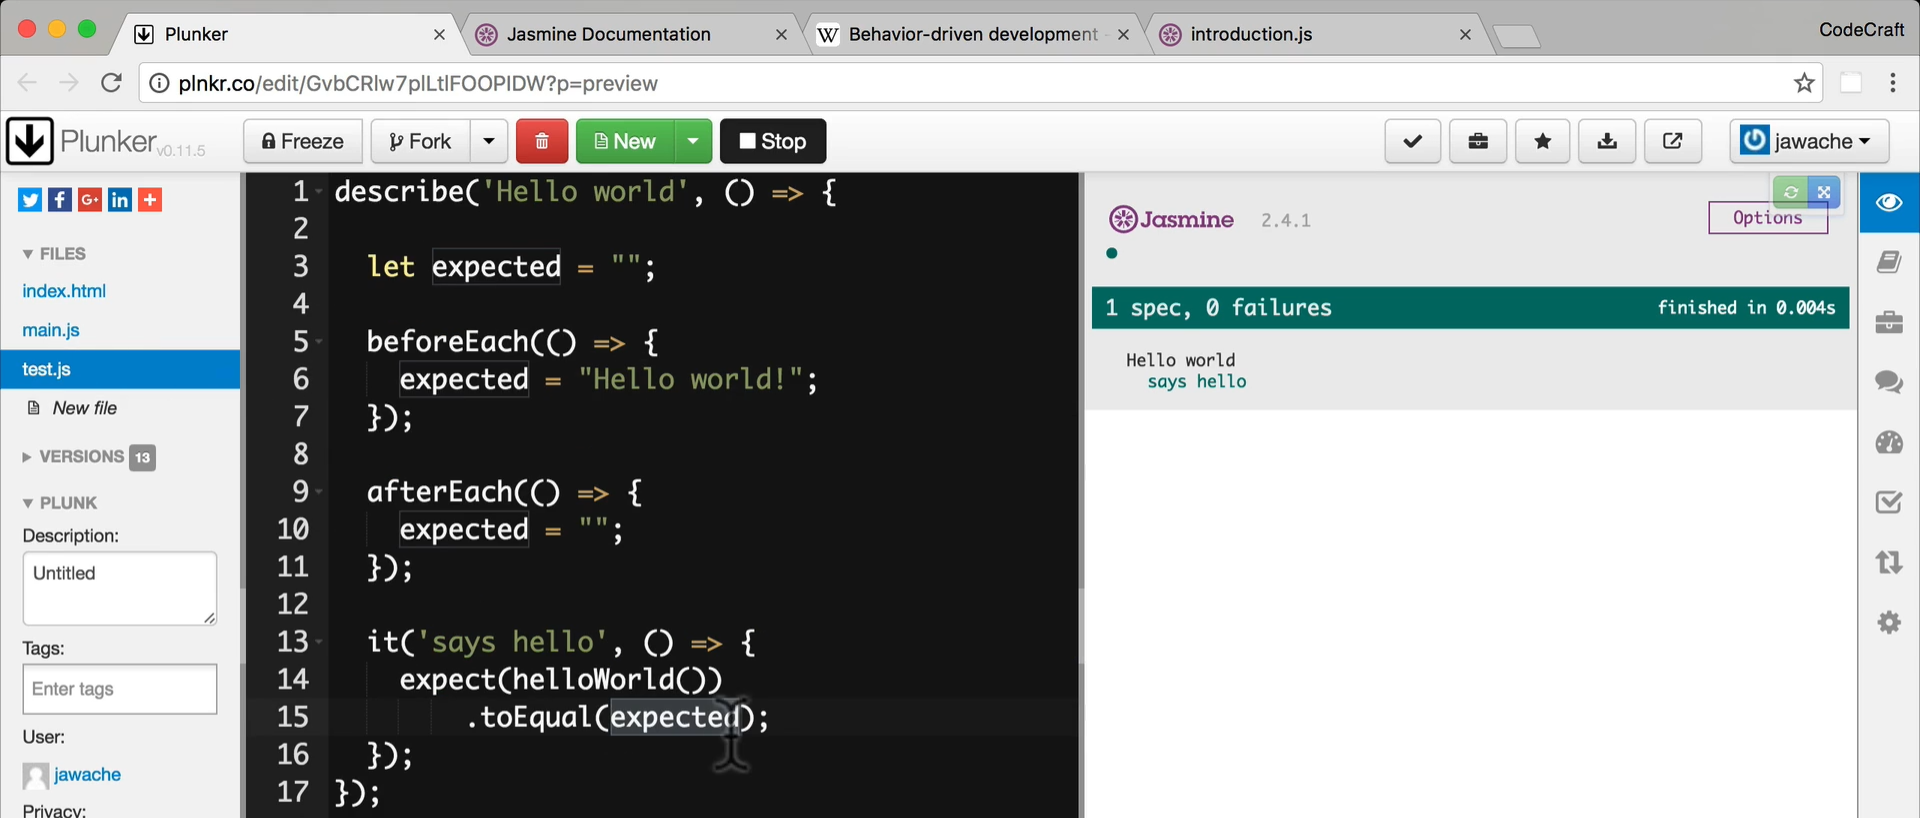 Plunker
Jasmine Documentation
Behavior-driven development
introduction.js
CodeCraft
plnkr.co/edit/GvbCRlw7plLtlFOOPIDW?p=preview
Plunker v0.11.5
Freeze
Fork
New
Stop
jawache
FILES
index.html
main.js
test.js
New file
VERSIONS 13
PLUNK
Description:
Untitled
Tags:
Enter tags
User:
jawache
Privacy:
1 describe('Hello world', () => {
2
3 let expected = "";
4
5 beforeEach(() => {
6 expected = "Hello world!";
7 });
8
9 afterEach(() => {
10 expected = "";
11 });
12
13 it('says hello', () => {
14 expect(helloWorld())
15 .toEqual(expected);
16 });
17 });
Jasmine 2.4.1
Options
1 spec, 0 failures
finished in 0.004s
Hello world
says hello